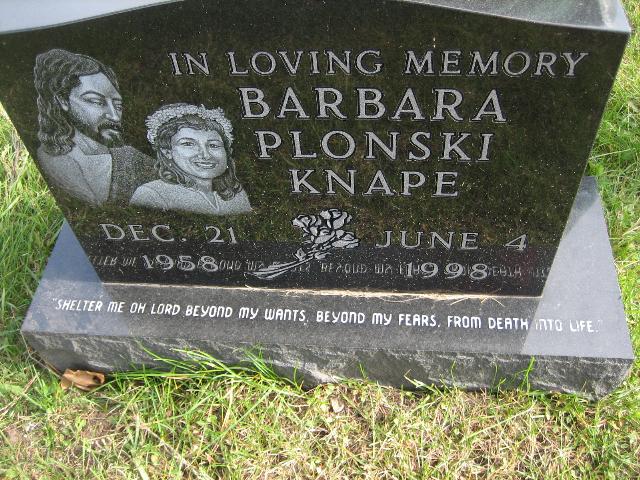 IN LOVING MEMORY
BARBARA
PLONSKI
KNAPE
DEC. 21 JUNE 4
1958 1998
"SHELTER ME OH LORD BEYOND MY WANTS, BEYOND MY FEARS, FROM DEATH INTO LIFE."